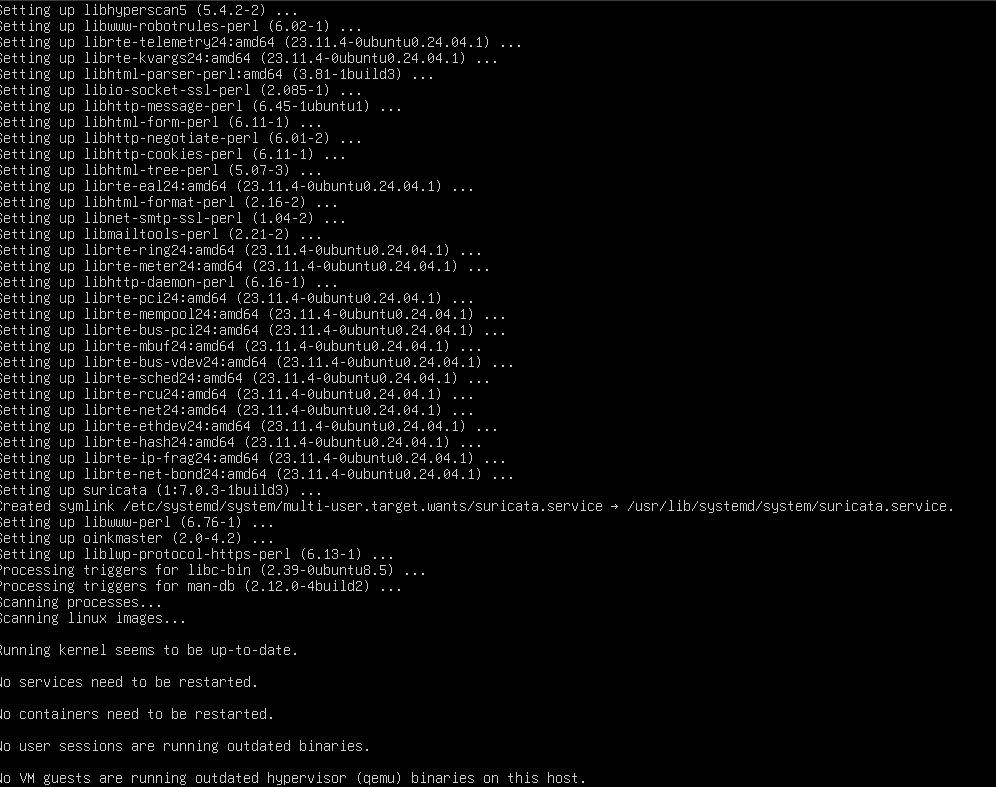 Setting up libhyperscan5 (5.4.2-2) ...
Setting up libwww-robotrules-perl (6.02-1) ...
Setting up librte-telemetry24:amd64 (23.11.4-0ubuntu0.24.04.1) ...
Setting up librte-kvargs24:amd64 (23.11.4-0ubuntu0.24.04.1) ...
Setting up libhtml-parser-perl:amd64 (3.81-1build3) ...
Setting up libio-socket-ssl-perl (2.085-1) ...
Setting up libhttp-message-perl (6.45-1ubuntu1) ...
Setting up libhtml-form-perl (6.11-1) ...
Setting up libhttp-negotiate-perl (6.01-2) ...
Setting up libhttp-cookies-perl (6.11-1) ...
Setting up libhtml-tree-perl (5.07-3) ...
Setting up librte-eal24:amd64 (23.11.4-0ubuntu0.24.04.1) ...
Setting up libhtml-format-perl (2.16-2) ...
Setting up libnet-smtp-ssl-perl (1.04-2) ...
Setting up libmailtools-perl (2.21-2) ...
Setting up librte-ring24:amd64 (23.11.4-0ubuntu0.24.04.1) ...
Setting up librte-meter24:amd64 (23.11.4-0ubuntu0.24.04.1) ...
Setting up libhttp-daemon-perl (6.16-1) ...
Setting up librte-pci24:amd64 (23.11.4-0ubuntu0.24.04.1) ...
Setting up librte-mempool24:amd64 (23.11.4-0ubuntu0.24.04.1) ...
Setting up librte-bus-pci24:amd64 (23.11.4-0ubuntu0.24.04.1) ...
Setting up librte-mbuf24:amd64 (23.11.4-0ubuntu0.24.04.1) ...
Setting up librte-bus-vdev24:amd64 (23.11.4-0ubuntu0.24.04.1) ...
Setting up librte-sched24:amd64 (23.11.4-0ubuntu0.24.04.1) ...
Setting up librte-rcu24:amd64 (23.11.4-0ubuntu0.24.04.1) ...
Setting up librte-net24:amd64 (23.11.4-0ubuntu0.24.04.1) ...
Setting up librte-ethdev24:amd64 (23.11.4-0ubuntu0.24.04.1) ...
Setting up librte-hash24:amd64 (23.11.4-0ubuntu0.24.04.1) ...
Setting up librte-ip-frag24:amd64 (23.11.4-0ubuntu0.24.04.1) ...
Setting up librte-net-bond24:amd64 (23.11.4-0ubuntu0.24.04.1) ...
Setting up suricata (1:7.0.3-1build3) ...
Created symlink /etc/systemd/system/multi-user.target.wants/suricata.service → /usr/lib/systemd/system/suricata.service.
Setting up libwww-perl (6.76-1) ...
Setting up oinkmaster (2.0-4.2) ...
Setting up liblwp-protocol-https-perl (6.13-1) ...
Processing triggers for libc-bin (2.39-0ubuntu8.5) ...
Processing triggers for man-db (2.12.0-4build2) ...
Scanning processes...
Scanning linux images...
Running kernel seems to be up-to-date.
No services need to be restarted.
No containers need to be restarted.
No user sessions are running outdated binaries.
No VM guests are running outdated hypervisor (qemu) binaries on this host.